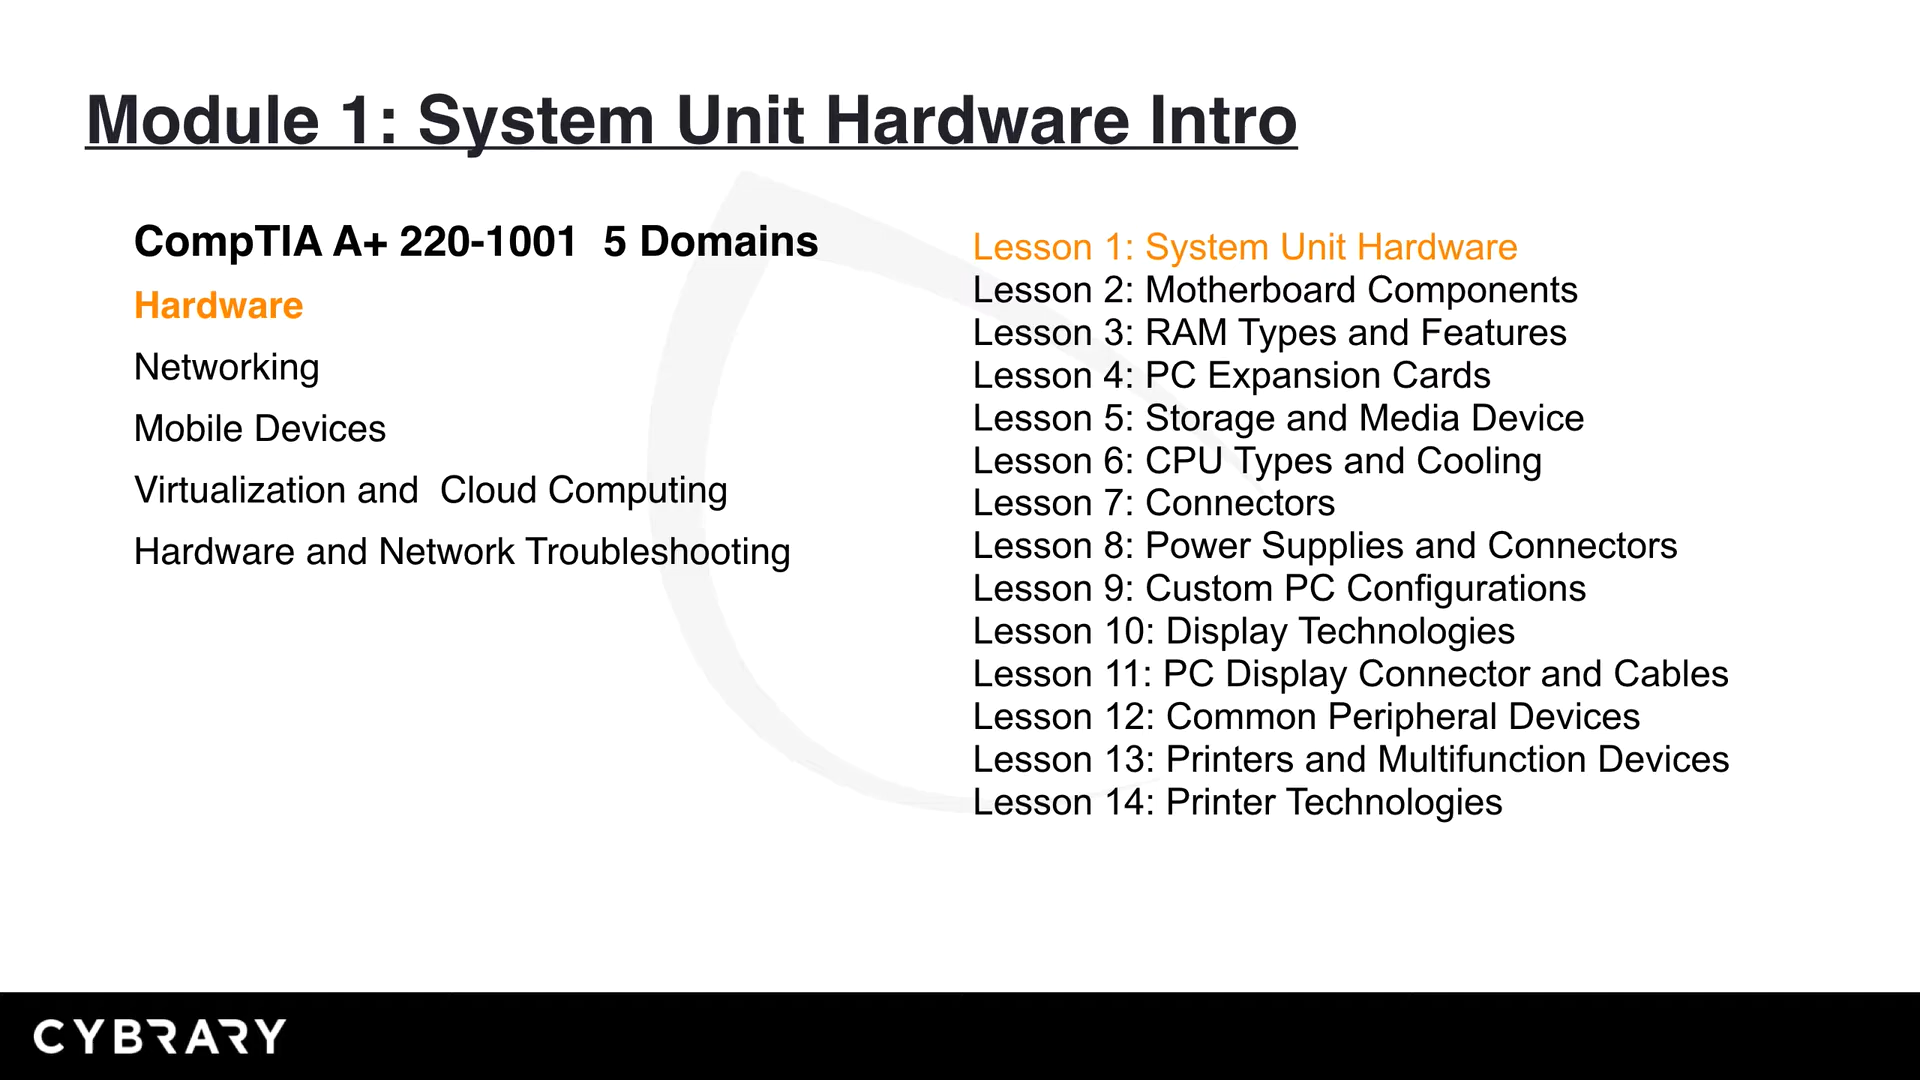 Module 1: System Unit Hardware Intro
CompTIA A+ 220-1001  5 Domains
Hardware
Networking
Mobile Devices
Virtualization and  Cloud Computing
Hardware and Network Troubleshooting
Lesson 1: System Unit Hardware
Lesson 2: Motherboard Components
Lesson 3: RAM Types and Features
Lesson 4: PC Expansion Cards
Lesson 5: Storage and Media Device
Lesson 6: CPU Types and Cooling
Lesson 7: Connectors
Lesson 8: Power Supplies and Connectors
Lesson 9: Custom PC Configurations
Lesson 10: Display Technologies
Lesson 11: PC Display Connector and Cables
Lesson 12: Common Peripheral Devices
Lesson 13: Printers and Multifunction Devices
Lesson 14: Printer Technologies
CYBRARY